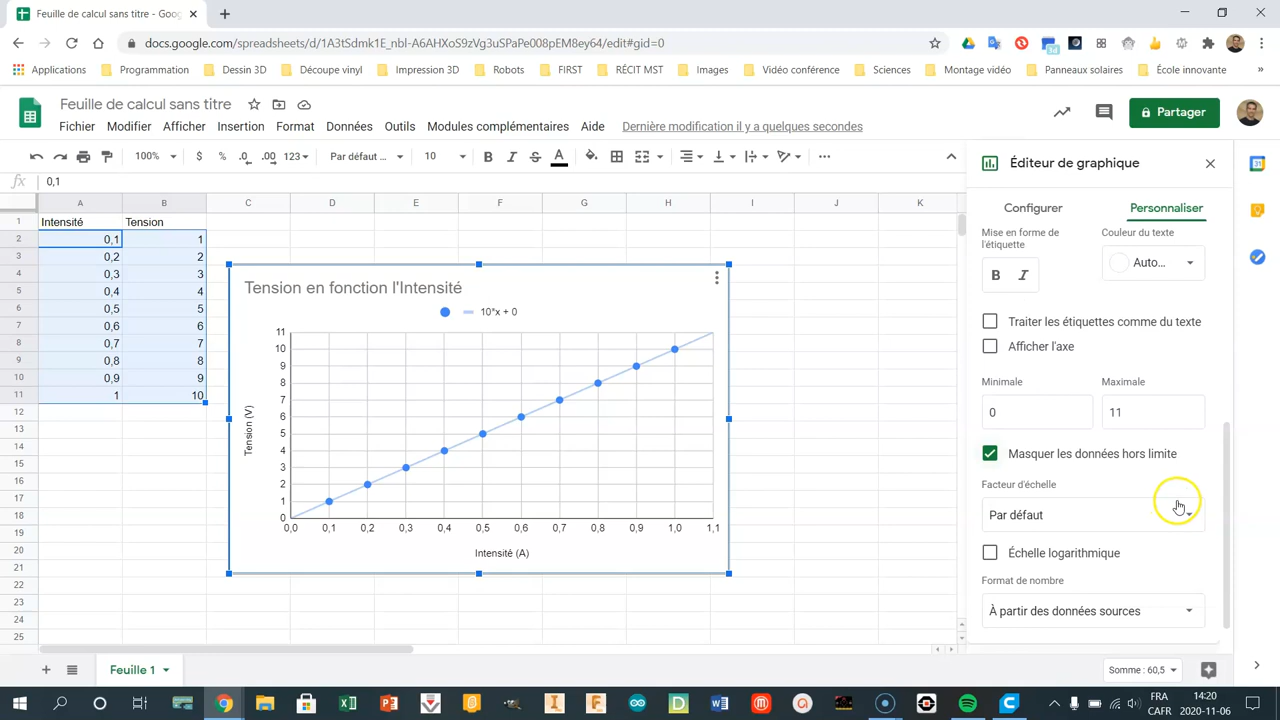 Feuille de calcul sans titre - Goog
docs.google.com/spreadsheets/d/1A3tSdmk1E_nbl-A6AHXoS9zVg3uSPaPe008pEM8ey64/edit#gid=0
Applications Programmation Dessin 3D Découpe vinyl Impression 3D Robots FIRST RÉCIT MST Images Vidéo conférence Sciences Montage vidéo Panneaux solaires École innovante »
Feuille de calcul sans titre
Partager
Fichier Modifier Afficher Insertion Format Données Outils Modules complémentaires Aide Dernière modification il y a quelques secondes
100% $ % .0 .00 123 Par défaut ... 10 B I S A
fx 0,1
A B C D E F G H I J K
1 Intensité Tension
2 0,1 1
3 0,2 2
4 0,3 3
5 0,4 4
6 0,5 5
7 0,6 6
8 0,7 7
9 0,8 8
10 0,9 9
11 1 10
12
13
14
15
16
17
18
19
20
21
22
23
24
25
Tension en fonction l'Intensité
10*x + 0
Tension (V)
11
10
9
8
7
6
5
4
3
2
1
0
0,0 0,1 0,2 0,3 0,4 0,5 0,6 0,7 0,8 0,9 1,0 1,1
Intensité (A)
Éditeur de graphique
Configurer Personnaliser
Mise en forme de l'étiquette
Couleur du texte
B I
Auto...
Traiter les étiquettes comme du texte
Afficher l'axe
Minimale Maximale
0 11
Masquer les données hors limite
Facteur d'échelle
Par défaut
Échelle logarithmique
Format de nombre
À partir des données sources
Feuille 1
Somme : 60,5
FRA
CAFR
14:20
2020-11-06